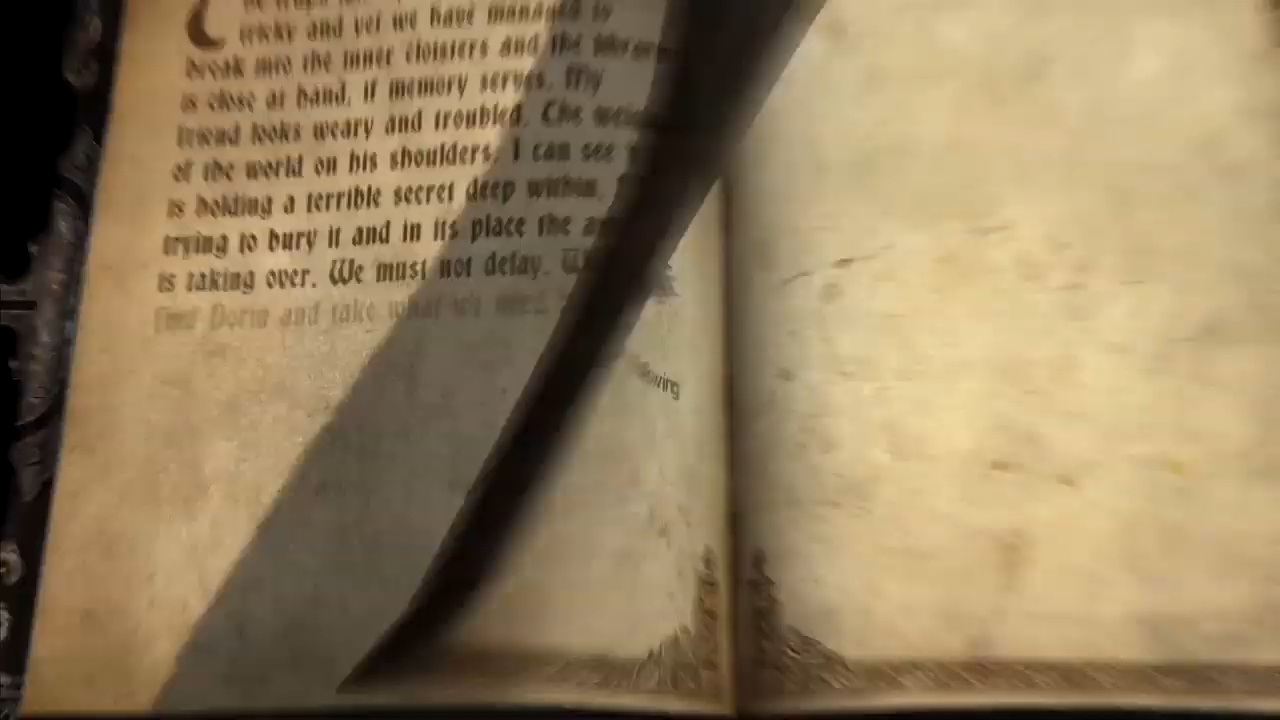 tricky and yet we have managed to
break into the inner cloisters and the
is close at hand, if memory serves. My
friend looks weary and troubled. The
of the world on his shoulders, I can see
is holding a terrible secret deep within.
trying to bury it and in its place the
is taking over. We must not delay.
find Dorin and take what we need